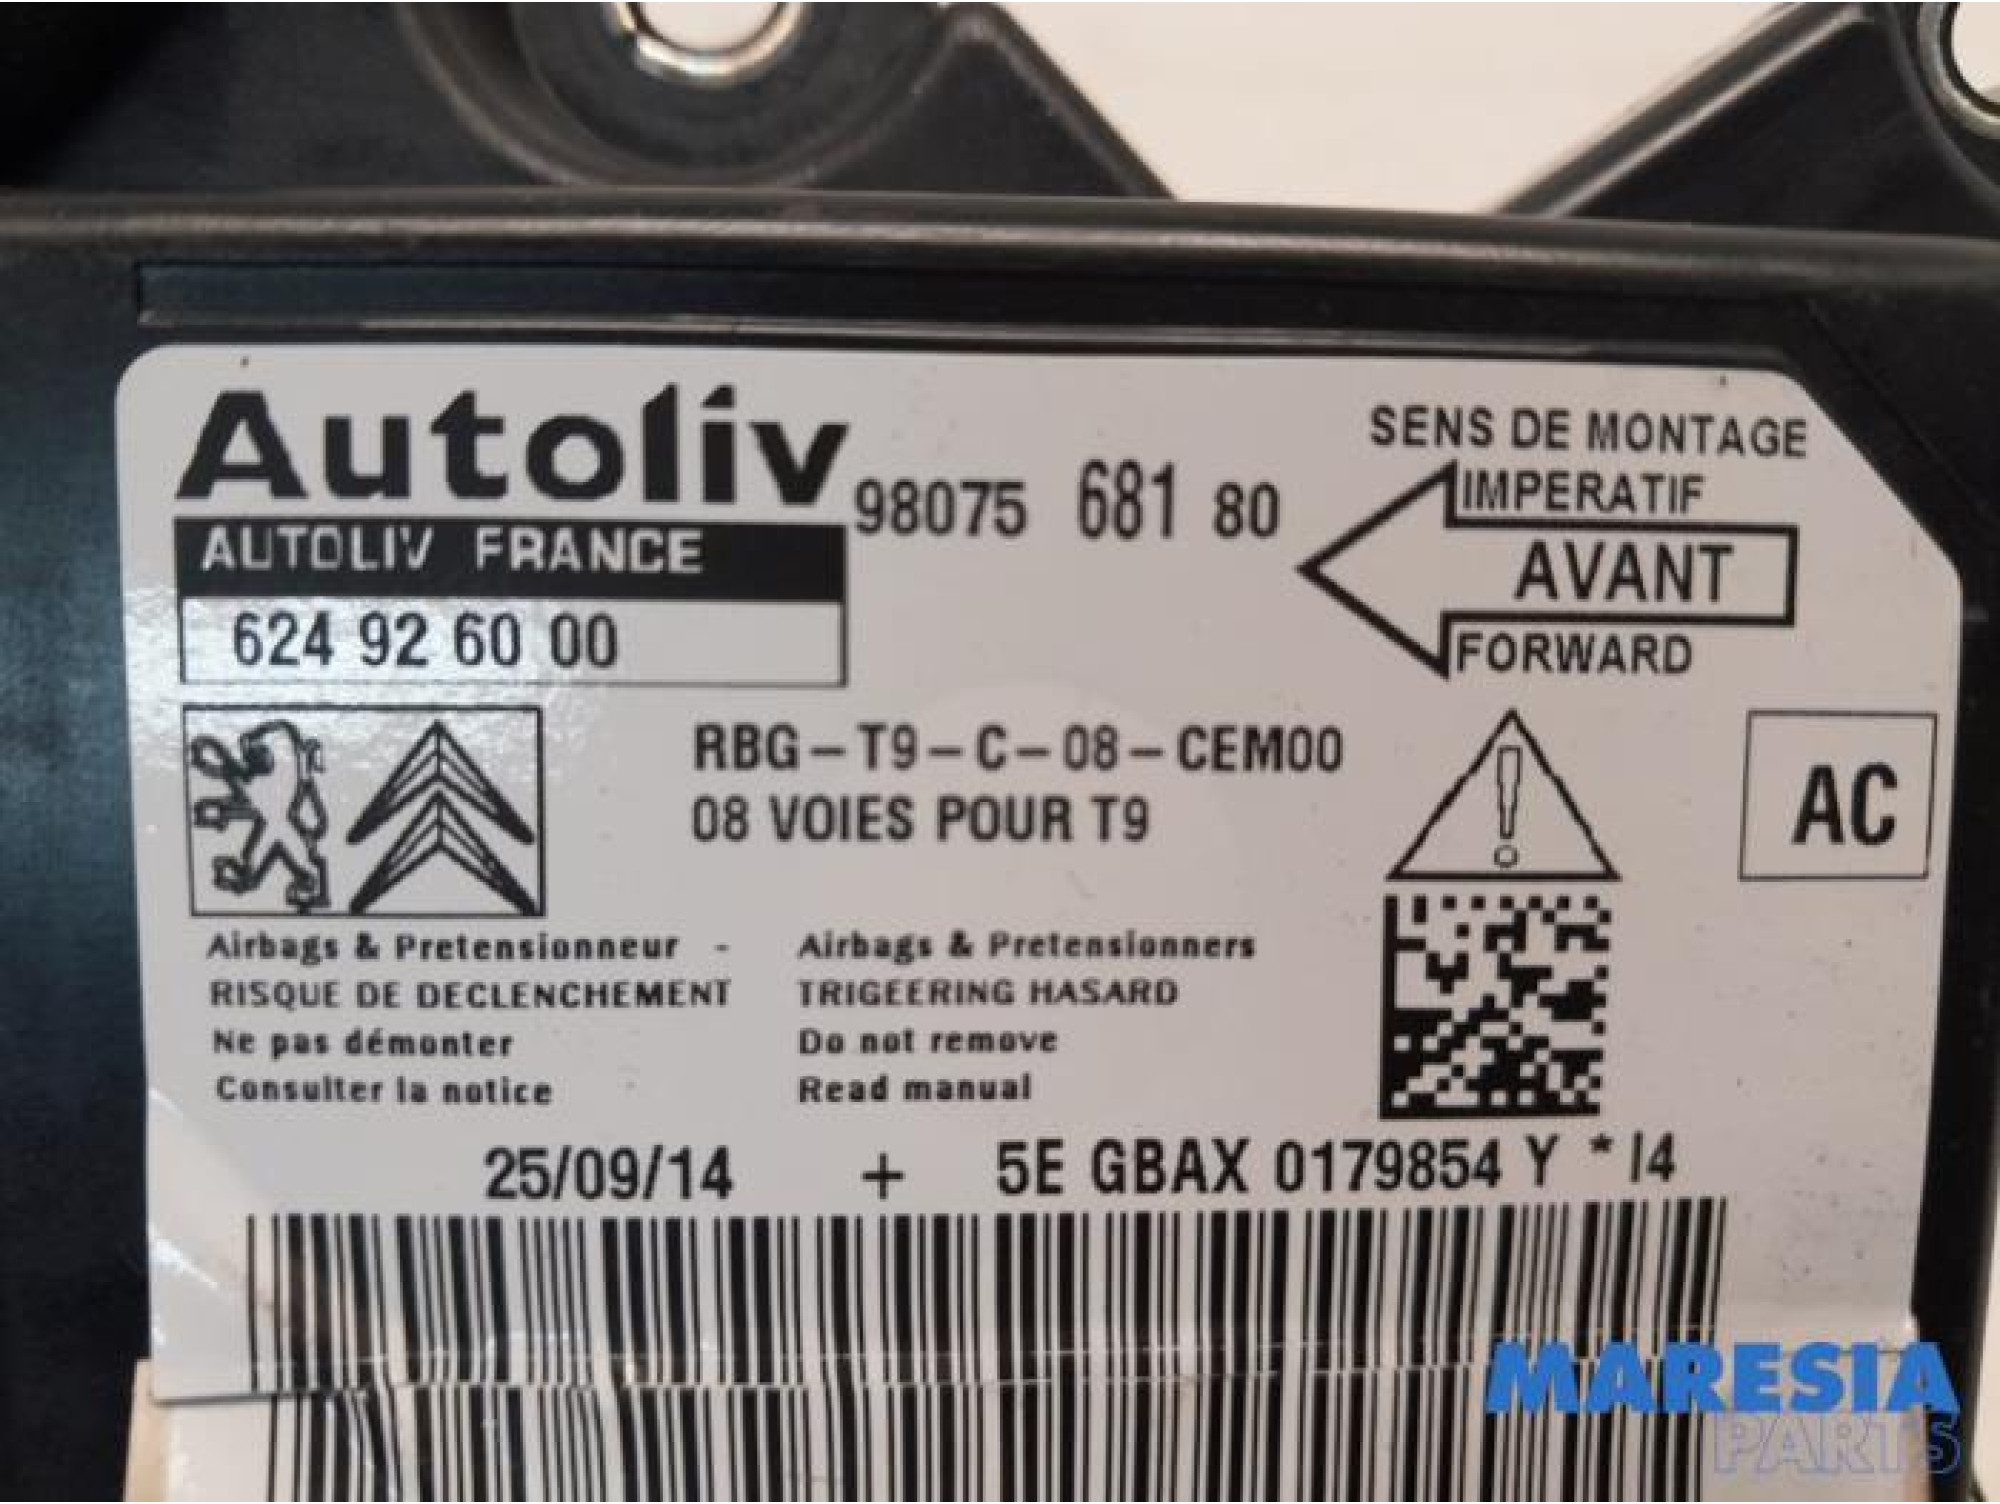 Autoliv
98075 681 80
AUTOLIV FRANCE
624 92 60 00
SENS DE MONTAGE
IMPERATIF
AVANT
FORWARD
RBG-T9-C-08-CEM00
08 VOIES POUR T9
AC
Airbags & Pretensionneur -
RISQUE DE DECLENCHEMENT
Ne pas démonter
Consulter la notice
Airbags & Pretensionners
TRIGEERING HASARD
Do not remove
Read manual
25/09/14 + 5E GBAX 0179854 Y * 14
MARESIA
PARTS